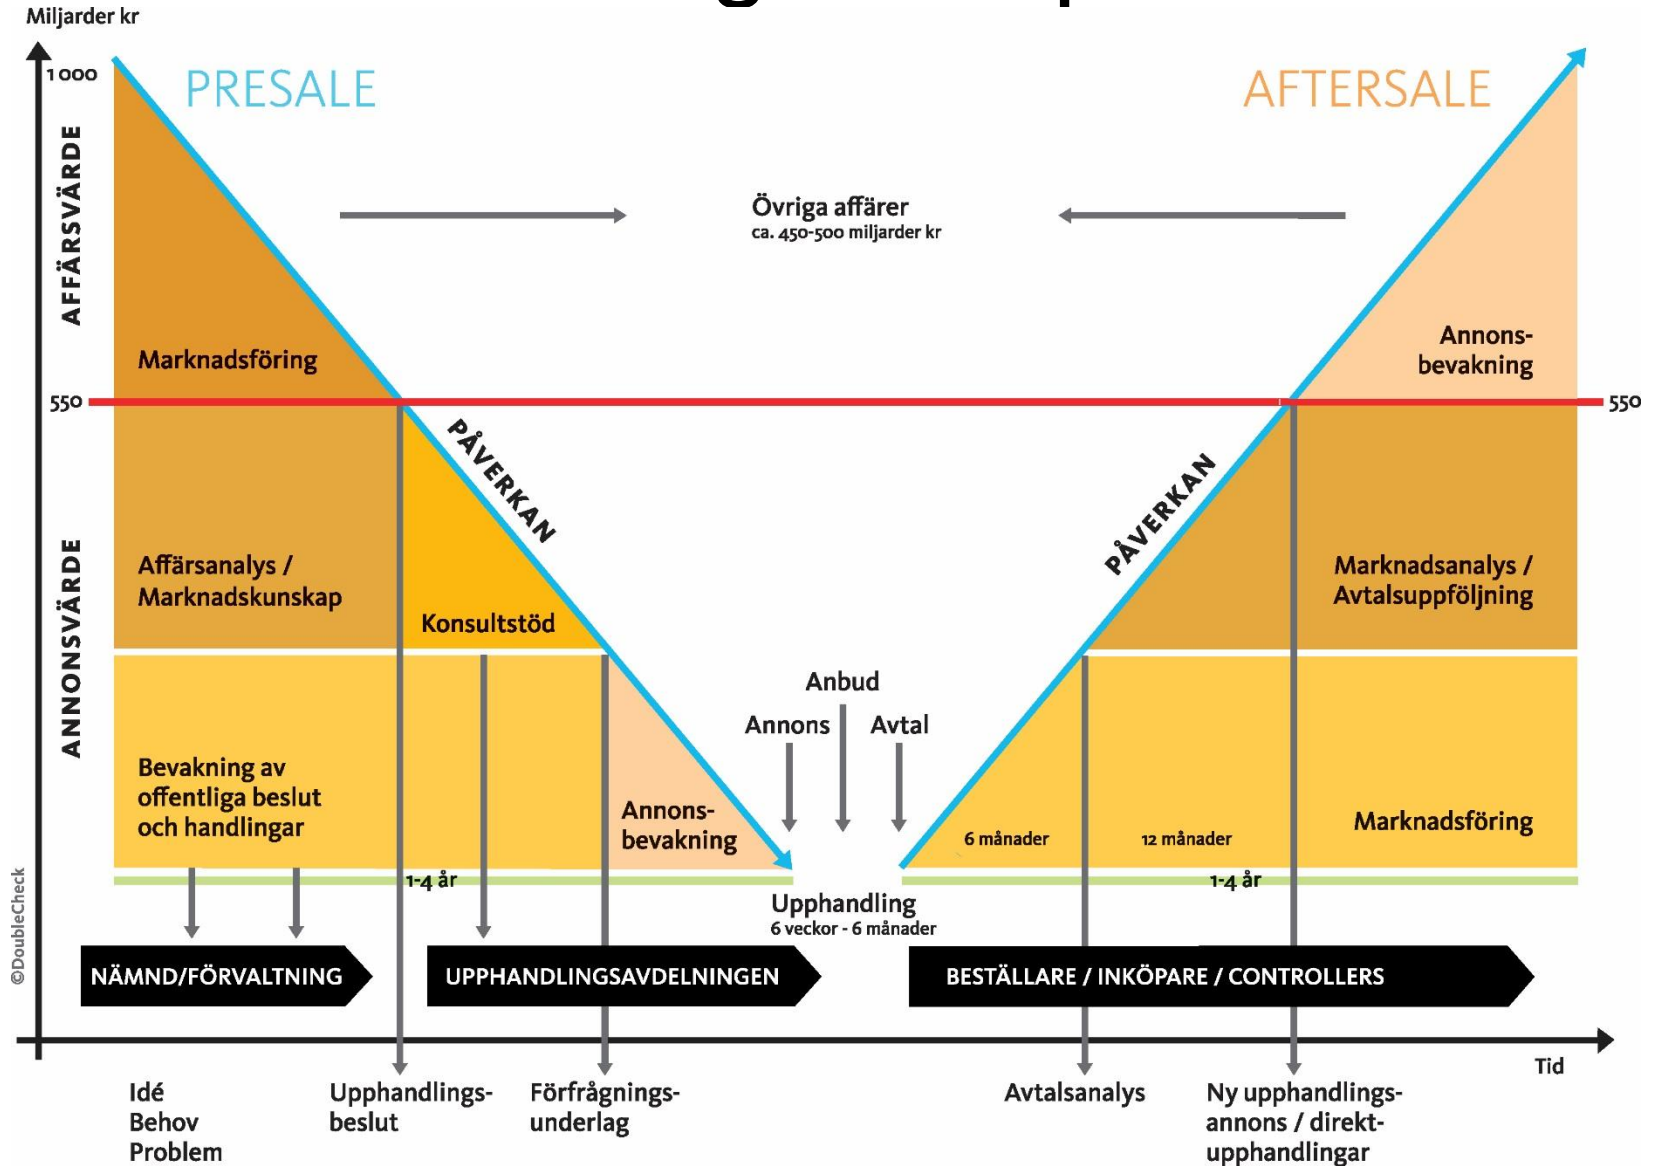 Miljarder kr
1 000
PRESALE
AFTERSALE
AFFÄRSVÄRDE
Övriga affärer
ca. 450-500 miljarder kr
Marknadsföring
Annons-
bevakning
550
550
PÅVERKAN
PÅVERKAN
ANNONSVÄRDE
Affärsanalys /
Marknadskunskap
Konsultstöd
Marknadsanalys /
Avtalsuppföljning
Anbud
Annons
Avtal
Bevakning av
offentliga beslut
och handlingar
Annons-
bevakning
6 månader
12 månader
Marknadsföring
1-4 år
1-4 år
Upphandling
6 veckor - 6 månader
©DoubleCheck
NÄMND/FÖRVALTNING
UPPHANDLINGSAVDELNINGEN
BESTÄLLARE / INKÖPARE / CONTROLLERS
Tid
Idé
Behov
Problem
Upphandlings-
beslut
Förfrågnings-
underlag
Avtalsanalys
Ny upphandlings-
annons / direkt-
upphandlingar